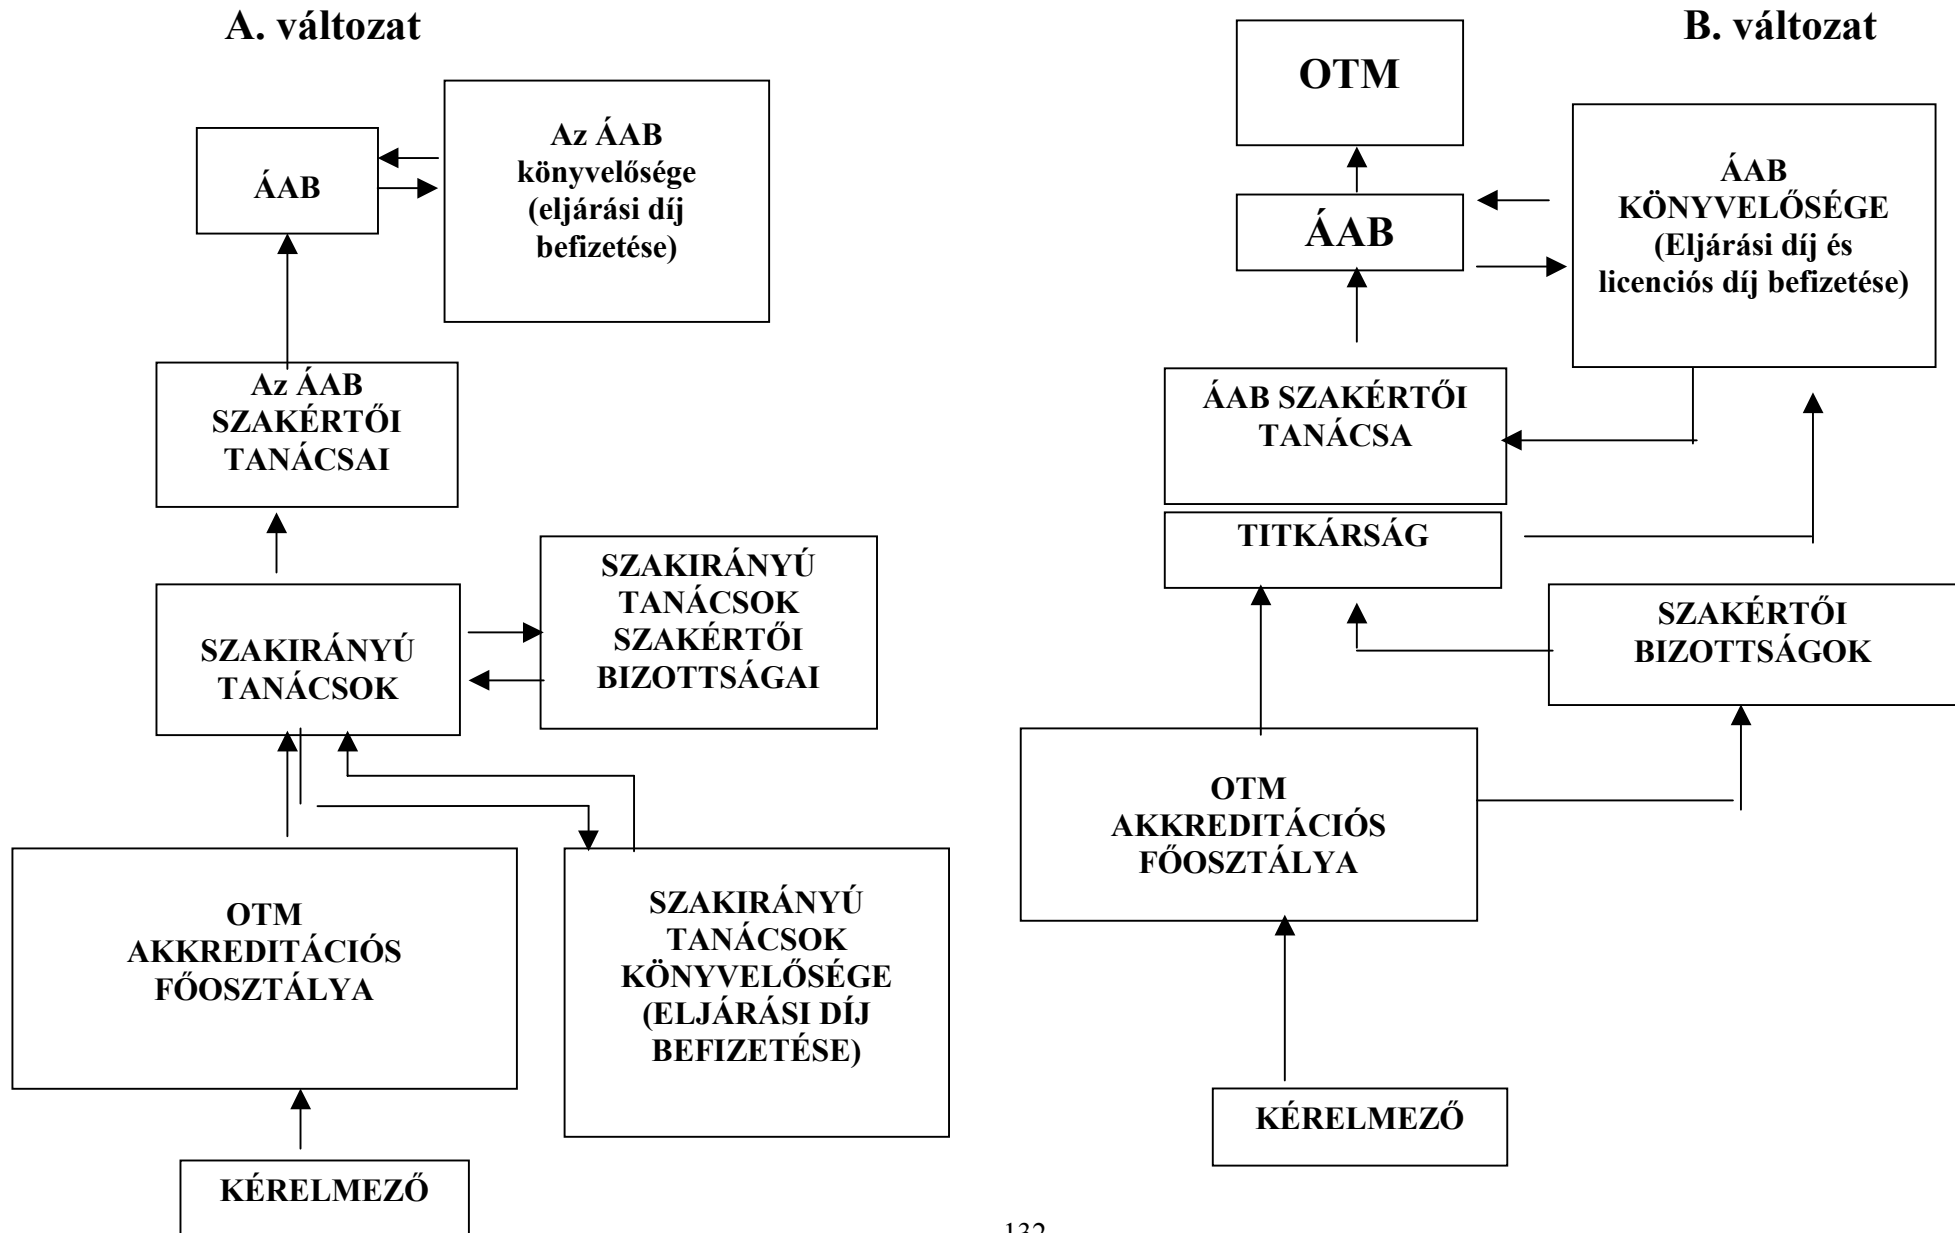 A. változat
Az ÁAB
könyvelősége
(eljárási díj
befizetése)
ÁAB
Az ÁAB
SZAKÉRTŐI
TANÁCSAI
SZAKIRÁNYÚ
TANÁCSOK
SZAKÉRTŐI
BIZOTTSÁGAI
SZAKIRÁNYÚ
TANÁCSOK
OTM
AKKREDITÁCIÓS
FŐOSZTÁLYA
SZAKIRÁNYÚ
TANÁCSOK
KÖNYVELŐSÉGE
(ELJÁRÁSI DÍJ
BEFIZETÉSE)
KÉRELMEZŐ
B. változat
OTM
ÁAB
ÁAB
KÖNYVELŐSÉGE
(Eljárási díj és
licenciós díj befizetése)
ÁAB SZAKÉRTŐI
TANÁCSA
TITKÁRSÁG
SZAKÉRTŐI
BIZOTTSÁGOK
OTM
AKKREDITÁCIÓS
FŐOSZTÁLYA
KÉRELMEZŐ
132